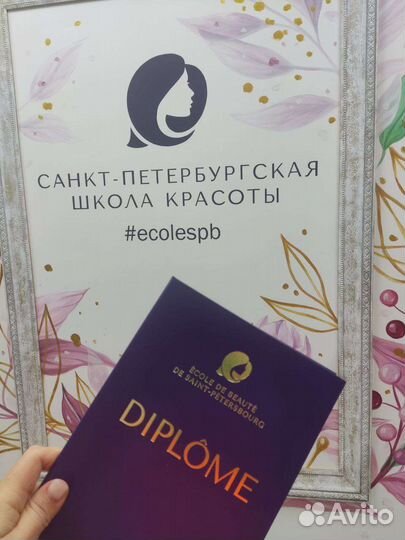 САНКТ-ПЕТЕРБУРГСКАЯ
ШКОЛА КРАСОТЫ
#ecolespb
ÉCOLE DE BEAUTÉ
DE SAINT-PÉTERSBOURG
DIPLÔME
Avito